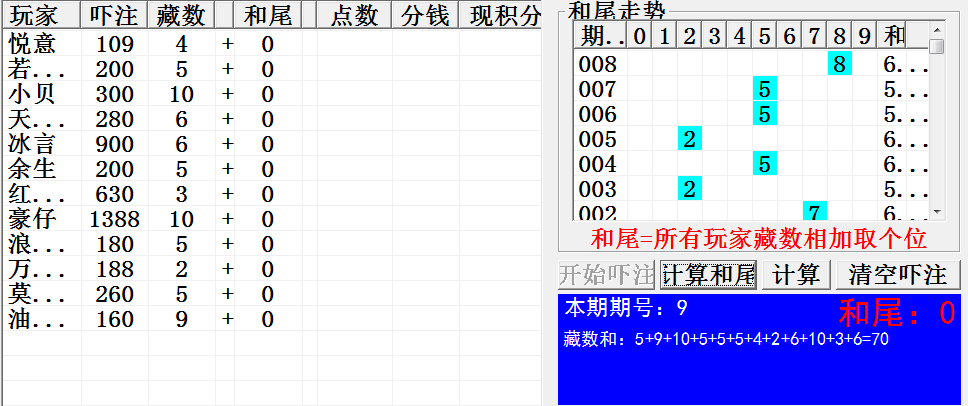 玩家 吓注 藏数 和尾 点数 分钱 现积分
悦意 109 4 + 0
若... 200 5 + 0
小贝 300 10 + 0
天... 280 6 + 0
冰言 900 6 + 0
余生 200 5 + 0
红... 630 3 + 0
豪仔 1388 10 + 0
浪... 180 5 + 0
万... 188 2 + 0
莫... 260 5 + 0
油... 160 9 + 0
和尾走势
期.. 0 1 2 3 4 5 6 7 8 9 和
008 8 6...
007 5 5...
006 5 6...
005 2 6...
004 5 6...
003 2 5...
002 7 6...
和尾=所有玩家藏数相加取个位
开始吓注 计算和尾 计算 清空吓注
本期期号：9 和尾：0
藏数和：5+9+10+5+5+5+4+2+6+10+3+6=70